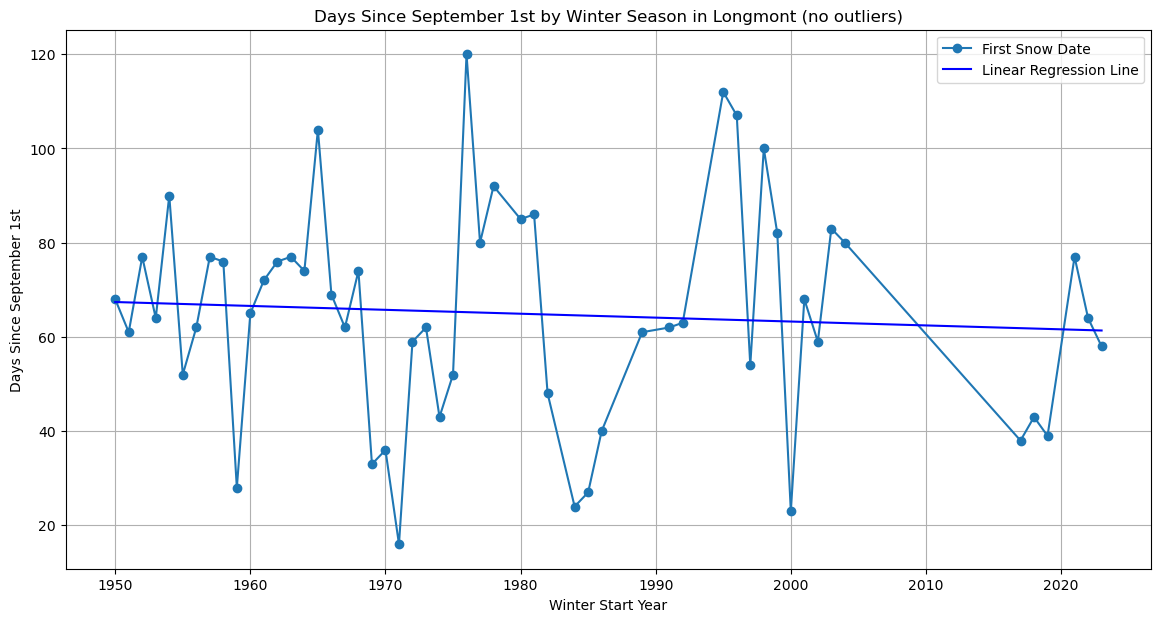 Days Since September 1st by Winter Season in Longmont (no outliers)
First Snow Date
Linear Regression Line
Days Since September 1st
120
100
80
60
40
20
1950
1960
1970
1980
1990
2000
2010
2020
Winter Start Year